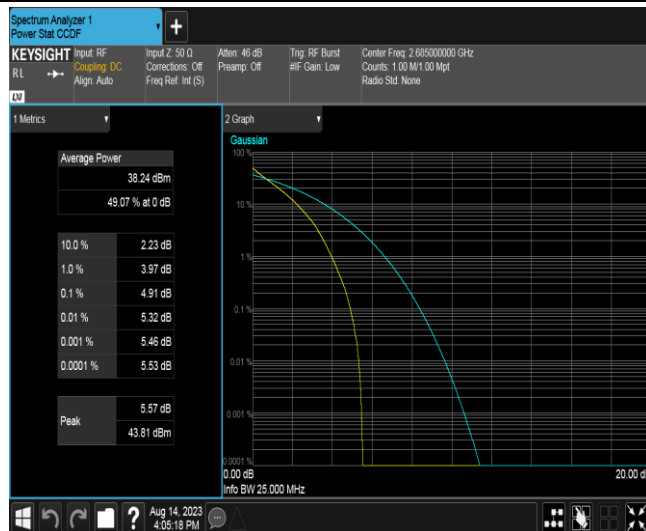 Spectrum Analyzer 1
Power Stat CCDF
+
KEYSIGHT
RL
Input: RF
Coupling: DC
Align: Auto
Input Z: 50 Ω
Corrections: Off
Freq Ref: Int (S)
Atten: 46 dB
Preamp: Off
Trig: RF Burst
#IF Gain: Low
Center Freq: 2.685000000 GHz
Counts: 1.00 M/1.00 Mpt
Radio Std: None
1 Metrics
Average Power
38.24 dBm
49.07 % at 0 dB
10.0 % 2.23 dB
1.0 % 3.97 dB
0.1 % 4.91 dB
0.01 % 5.32 dB
0.001 % 5.46 dB
0.0001 % 5.53 dB
Peak
5.57 dB
43.81 dBm
2 Graph
Gaussian
100 %
10 %
1 %
0.1 %
0.01 %
0.001 %
0.0001 %
0.00 dB
20.00 d
Info BW 25.000 MHz
?
Aug 14, 2023
4:05:18 PM